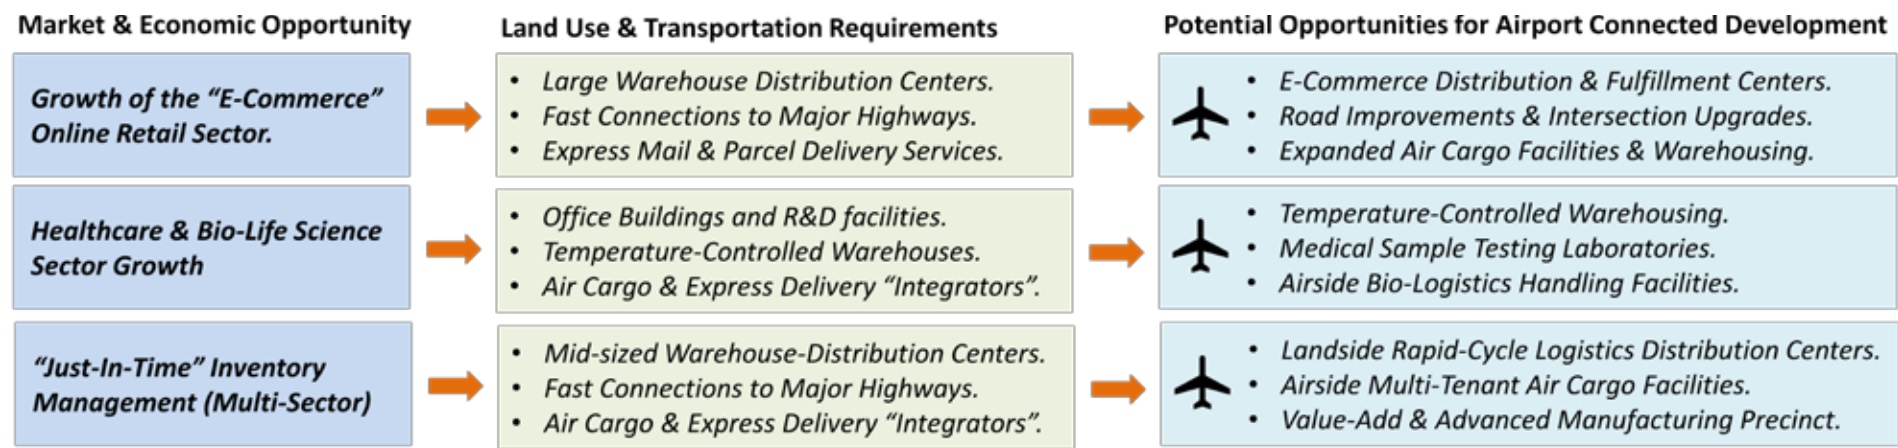 Market & Economic Opportunity
Land Use & Transportation Requirements
Potential Opportunities for Airport Connected Development
Growth of the “E-Commerce”
Online Retail Sector.
• Large Warehouse Distribution Centers.
• Fast Connections to Major Highways.
• Express Mail & Parcel Delivery Services.
• E-Commerce Distribution & Fulfillment Centers.
• Road Improvements & Intersection Upgrades.
• Expanded Air Cargo Facilities & Warehousing.
Healthcare & Bio-Life Science
Sector Growth
• Office Buildings and R&D facilities.
• Temperature-Controlled Warehouses.
• Air Cargo & Express Delivery “Integrators”.
• Temperature-Controlled Warehousing.
• Medical Sample Testing Laboratories.
• Airside Bio-Logistics Handling Facilities.
“Just-In-Time” Inventory
Management (Multi-Sector)
• Mid-sized Warehouse-Distribution Centers.
• Fast Connections to Major Highways.
• Air Cargo & Express Delivery “Integrators”.
• Landside Rapid-Cycle Logistics Distribution Centers.
• Airside Multi-Tenant Air Cargo Facilities.
• Value-Add & Advanced Manufacturing Precinct.